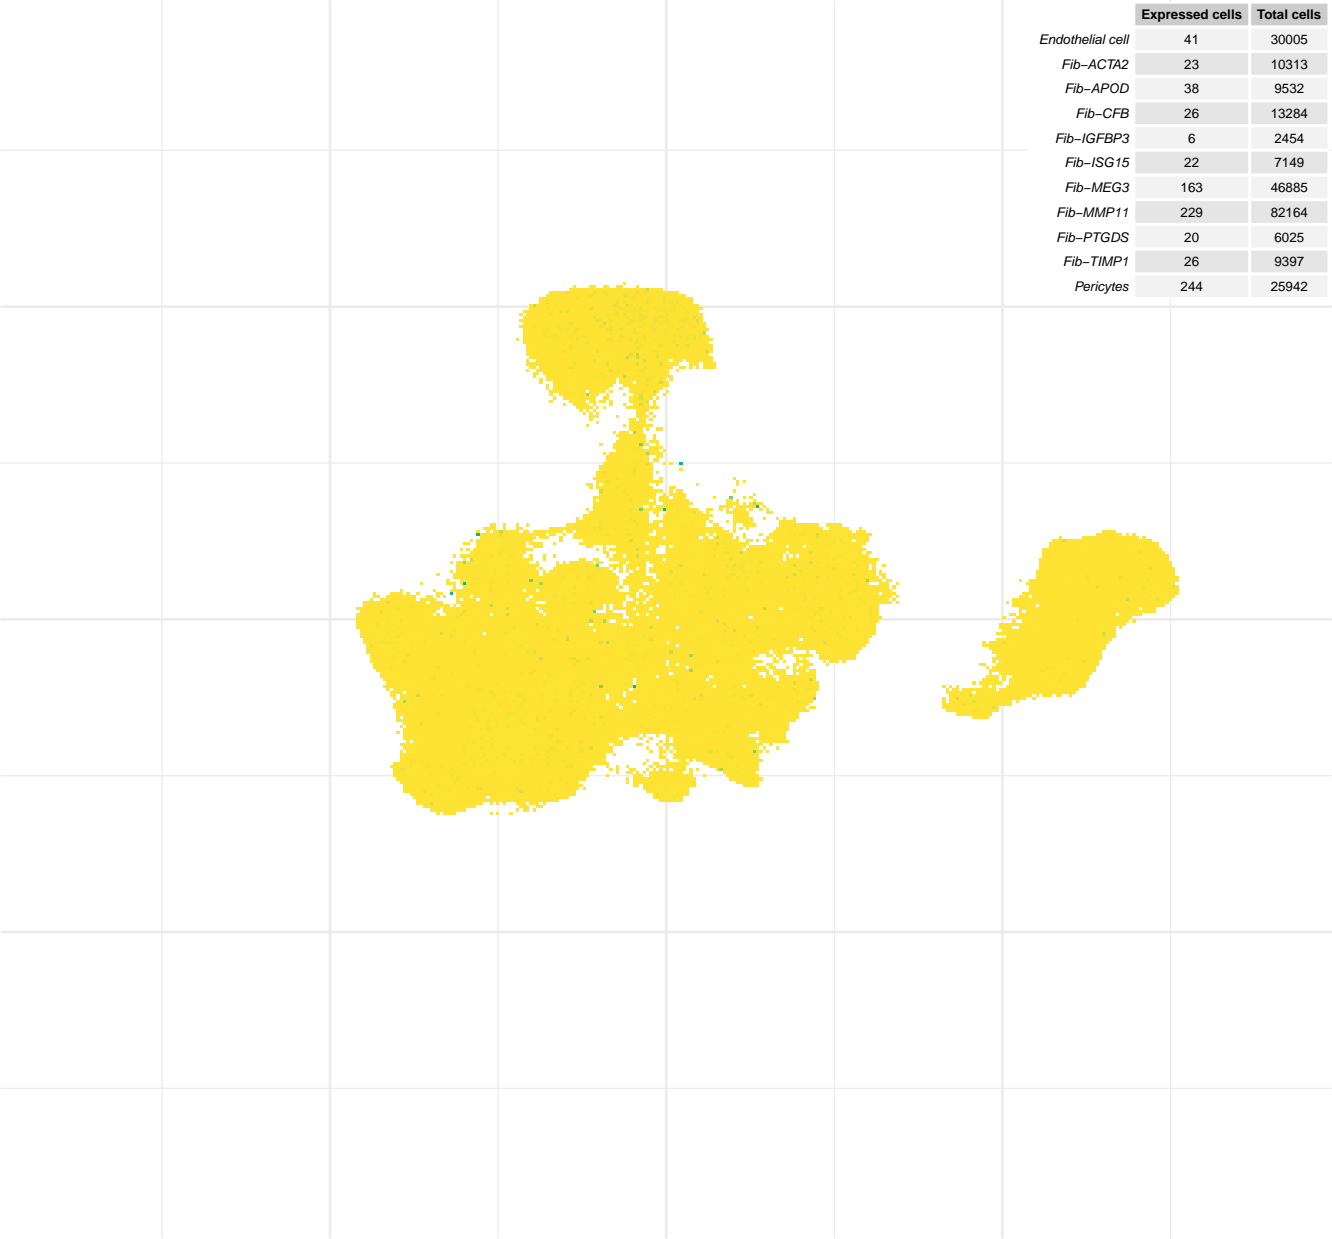 Expressed cells Total cells
Endothelial cell 41 30005
Fib−ACTA2 23 10313
Fib−APOD 38 9532
Fib−CFB 26 13284
Fib−IGFBP3 6 2454
Fib−ISG15 22 7149
Fib−MEG3 163 46885
Fib−MMP11 229 82164
Fib−PTGDS 20 6025
Fib−TIMP1 26 9397
Pericytes 244 25942